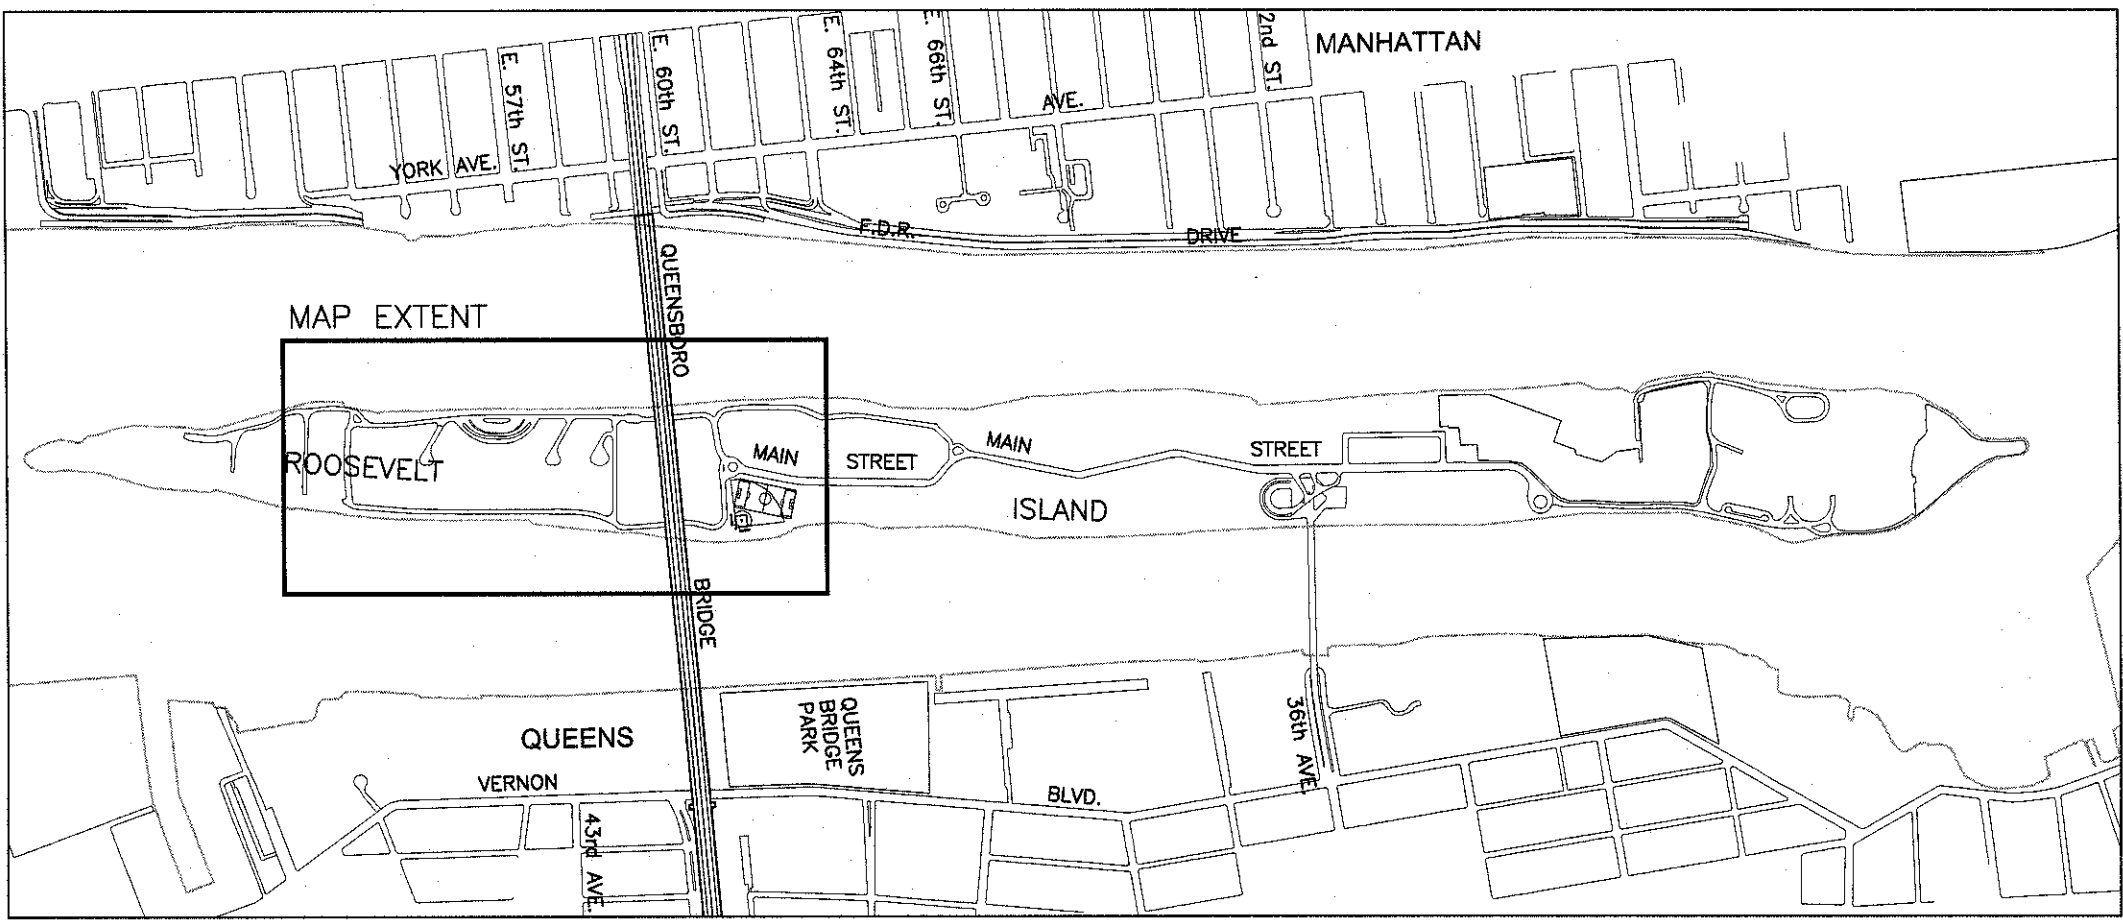 MANHATTAN
E. 57th ST.
E. 60th ST.
E. 64th ST.
E. 66th ST.
2nd ST.
YORK AVE.
AVE.
F.D.R.
DRIVE
QUEENSBORO
BRIDGE
MAP EXTENT
ROOSEVELT
ISLAND
MAIN
STREET
MAIN
STREET
QUEENS
QUEENS
BRIDGE
PARK
36th AVE.
VERNON
BLVD.
43rd AVE.